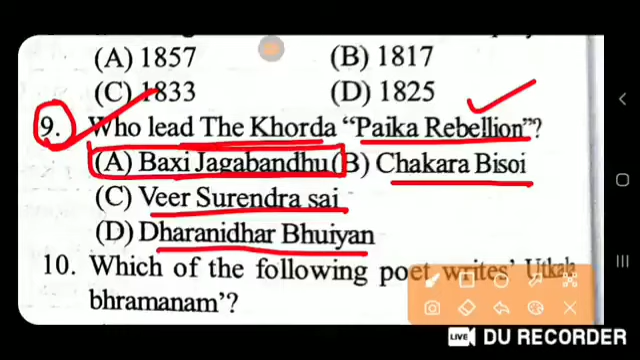 (A) 1857 (B) 1817
(C) 1833 (D) 1825
9. Who lead The Khorda “Paika Rebellion”?
(A) Baxi Jagabandhu (B) Chakara Bisoi
(C) Veer Surendra sai
(D) Dharanidhar Bhuiyan
10. Which of the following poet writes ‘Utkal
bhramanam’?
LIVE DU RECORDER